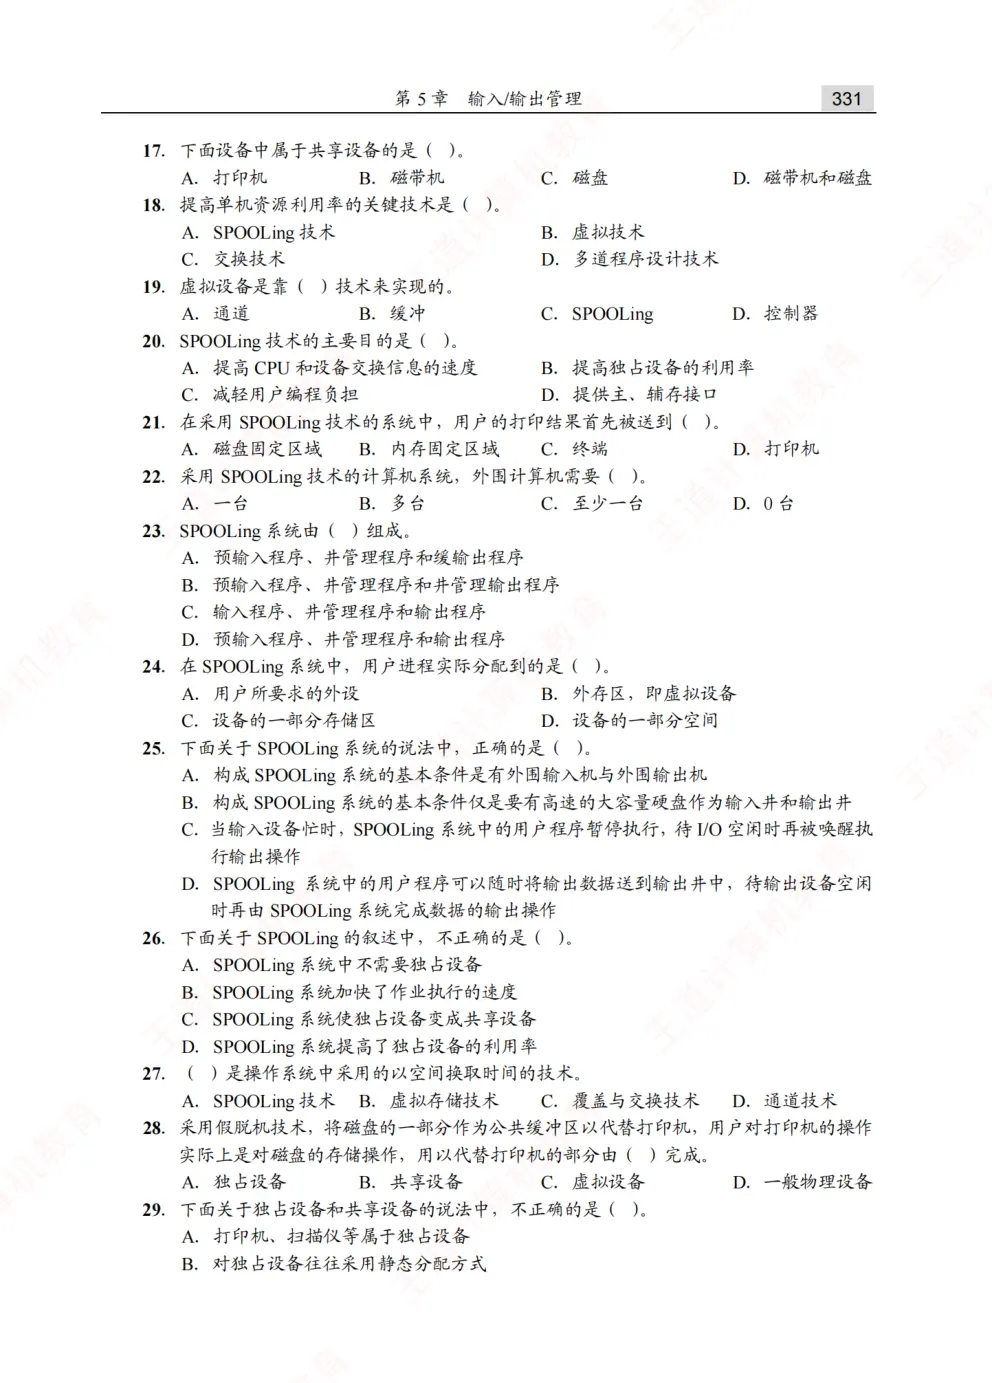 第 5 章 输入/输出管理 331
17. 下面设备中属于共享设备的是（ ）。
A. 打印机 B. 磁带机 C. 磁盘 D. 磁带机和磁盘
18. 提高单机资源利用率的关键技术是（ ）。
A. SPOOLing 技术 B. 虚拟技术
C. 交换技术 D. 多道程序设计技术
19. 虚拟设备是靠（ ）技术来实现的。
A. 通道 B. 缓冲 C. SPOOLing D. 控制器
20. SPOOLing 技术的主要目的是（ ）。
A. 提高 CPU 和设备交换信息的速度 B. 提高独占设备的利用率
C. 减轻用户编程负担 D. 提供主、辅存接口
21. 在采用 SPOOLing 技术的系统中，用户的打印结果首先被送到（ ）。
A. 磁盘固定区域 B. 内存固定区域 C. 终端 D. 打印机
22. 采用 SPOOLing 技术的计算机系统，外围计算机需要（ ）。
A. 一台 B. 多台 C. 至少一台 D. 0 台
23. SPOOLing 系统由（ ）组成。
A. 预输入程序、井管理程序和缓输出程序
B. 预输入程序、井管理程序和井管理输出程序
C. 输入程序、井管理程序和输出程序
D. 预输入程序、井管理程序和输出程序
24. 在 SPOOLing 系统中，用户进程实际分配到的是（ ）。
A. 用户所要求的外设 B. 外存区，即虚拟设备
C. 设备的一部分存储区 D. 设备的一部分空间
25. 下面关于 SPOOLing 系统的说法中，正确的是（ ）。
A. 构成 SPOOLing 系统的基本条件是有外围输入机与外围输出机
B. 构成 SPOOLing 系统的基本条件仅是要有高速的大容量硬盘作为输入井和输出井
C. 当输入设备忙时，SPOOLing 系统中的用户程序暂停执行，待 I/O 空闲时再被唤醒执
行输出操作
D. SPOOLing 系统中的用户程序可以随时将输出数据送到输出井中，待输出设备空闲
时再由 SPOOLing 系统完成数据的输出操作
26. 下面关于 SPOOLing 的叙述中，不正确的是（ ）。
A. SPOOLing 系统中不需要独占设备
B. SPOOLing 系统加快了作业执行的速度
C. SPOOLing 系统使独占设备变成共享设备
D. SPOOLing 系统提高了独占设备的利用率
27. （ ）是操作系统中采用的以空间换取时间的技术。
A. SPOOLing 技术 B. 虚拟存储技术 C. 覆盖与交换技术 D. 通道技术
28. 采用假脱机技术，将磁盘的一部分作为公共缓冲区以代替打印机，用户对打印机的操作
实际上是对磁盘的存储操作，用以代替打印机的部分由（ ）完成。
A. 独占设备 B. 共享设备 C. 虚拟设备 D. 一般物理设备
29. 下面关于独占设备和共享设备的说法中，不正确的是（ ）。
A. 打印机、扫描仪等属于独占设备
B. 对独占设备往往采用静态分配方式